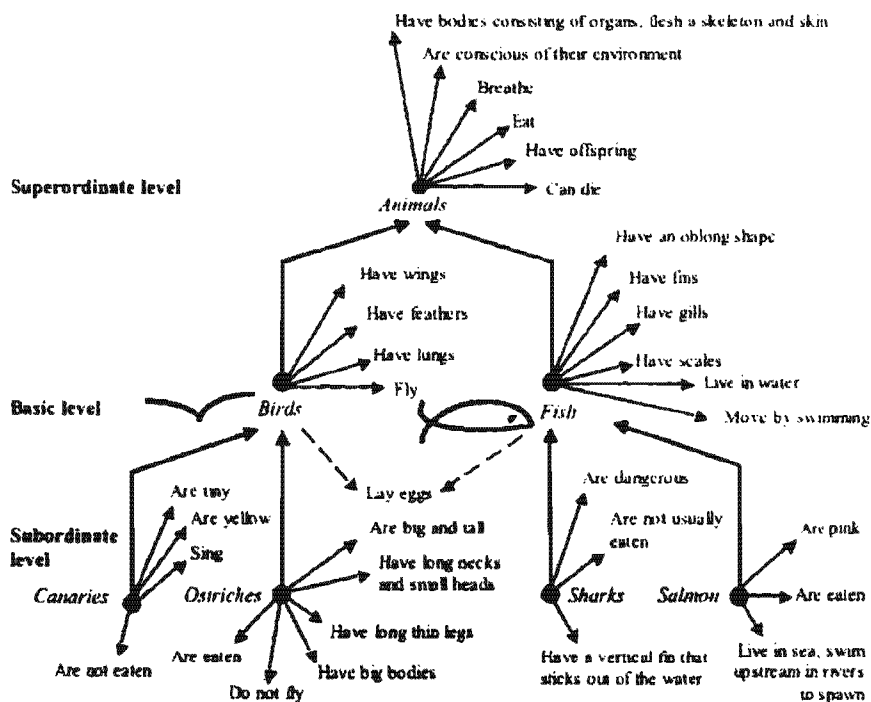 Have bodies consisting of organs, flesh a skeleton and skin
Are conscious of their environment
Breathe
Eat
Have offspring
Superordinate level
Can die
Animals
Have an oblong shape
Have wings
Have fins
Have feathers
Have gills
Have lungs
Have scales
Fly
Live in water
Basic level
Birds
Fish
Move by swimming
Are dangerous
Are tiny
Lay eggs
Are yellow
Are big and tall
Are not usually
eaten
Are pink
Subordinate
level
Sing
Have long necks
and small heads
Canaries
Ostriches
Sharks
Salmon
Are eaten
Have long thin legs
Are not eaten
Are eaten
Have big bodies
Do not fly
Have a vertical fin that
sticks out of the water
Live in sea, swim
upstream in rivers
to spawn